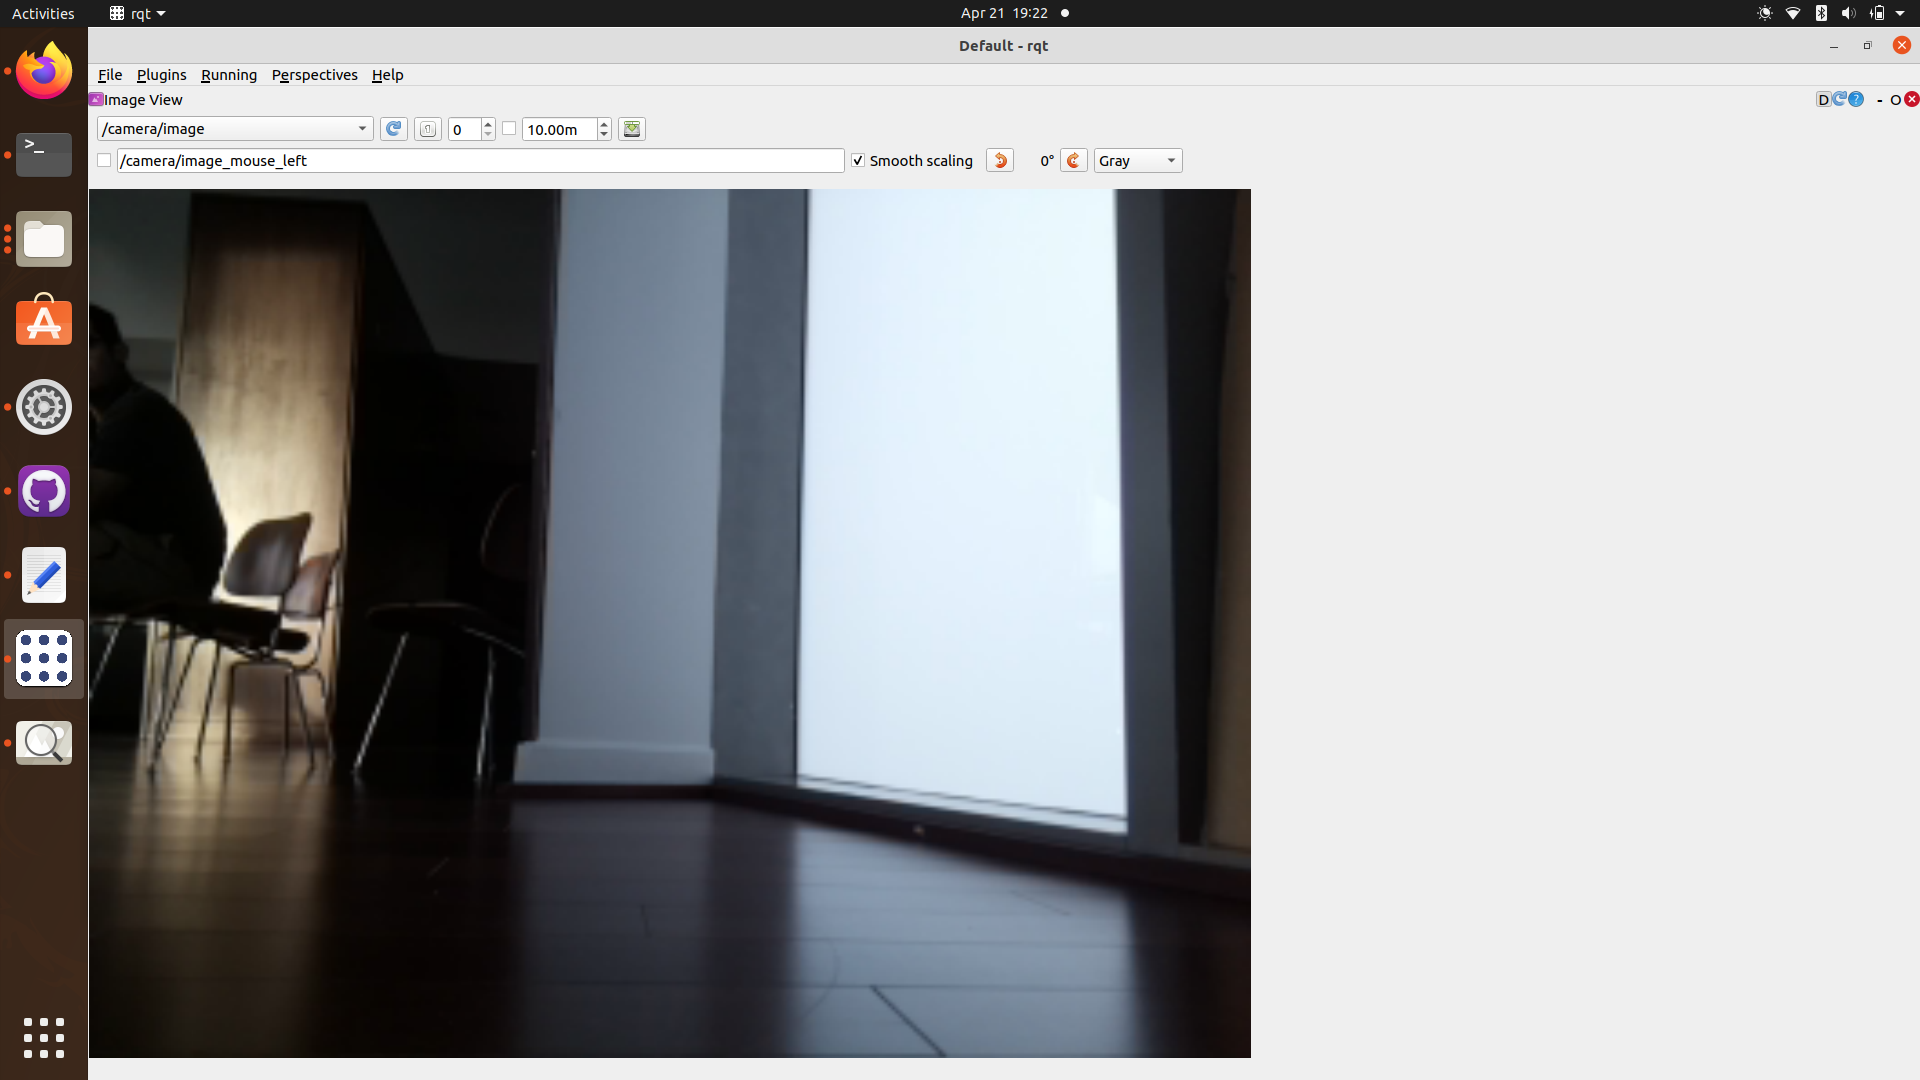 Activities rqt Apr 21 19:22
Default - rqt
File Plugins Running Perspectives Help
Image View D ? - O
/camera/image 0 10.00m
/camera/image_mouse_left Smooth scaling 0° Gray